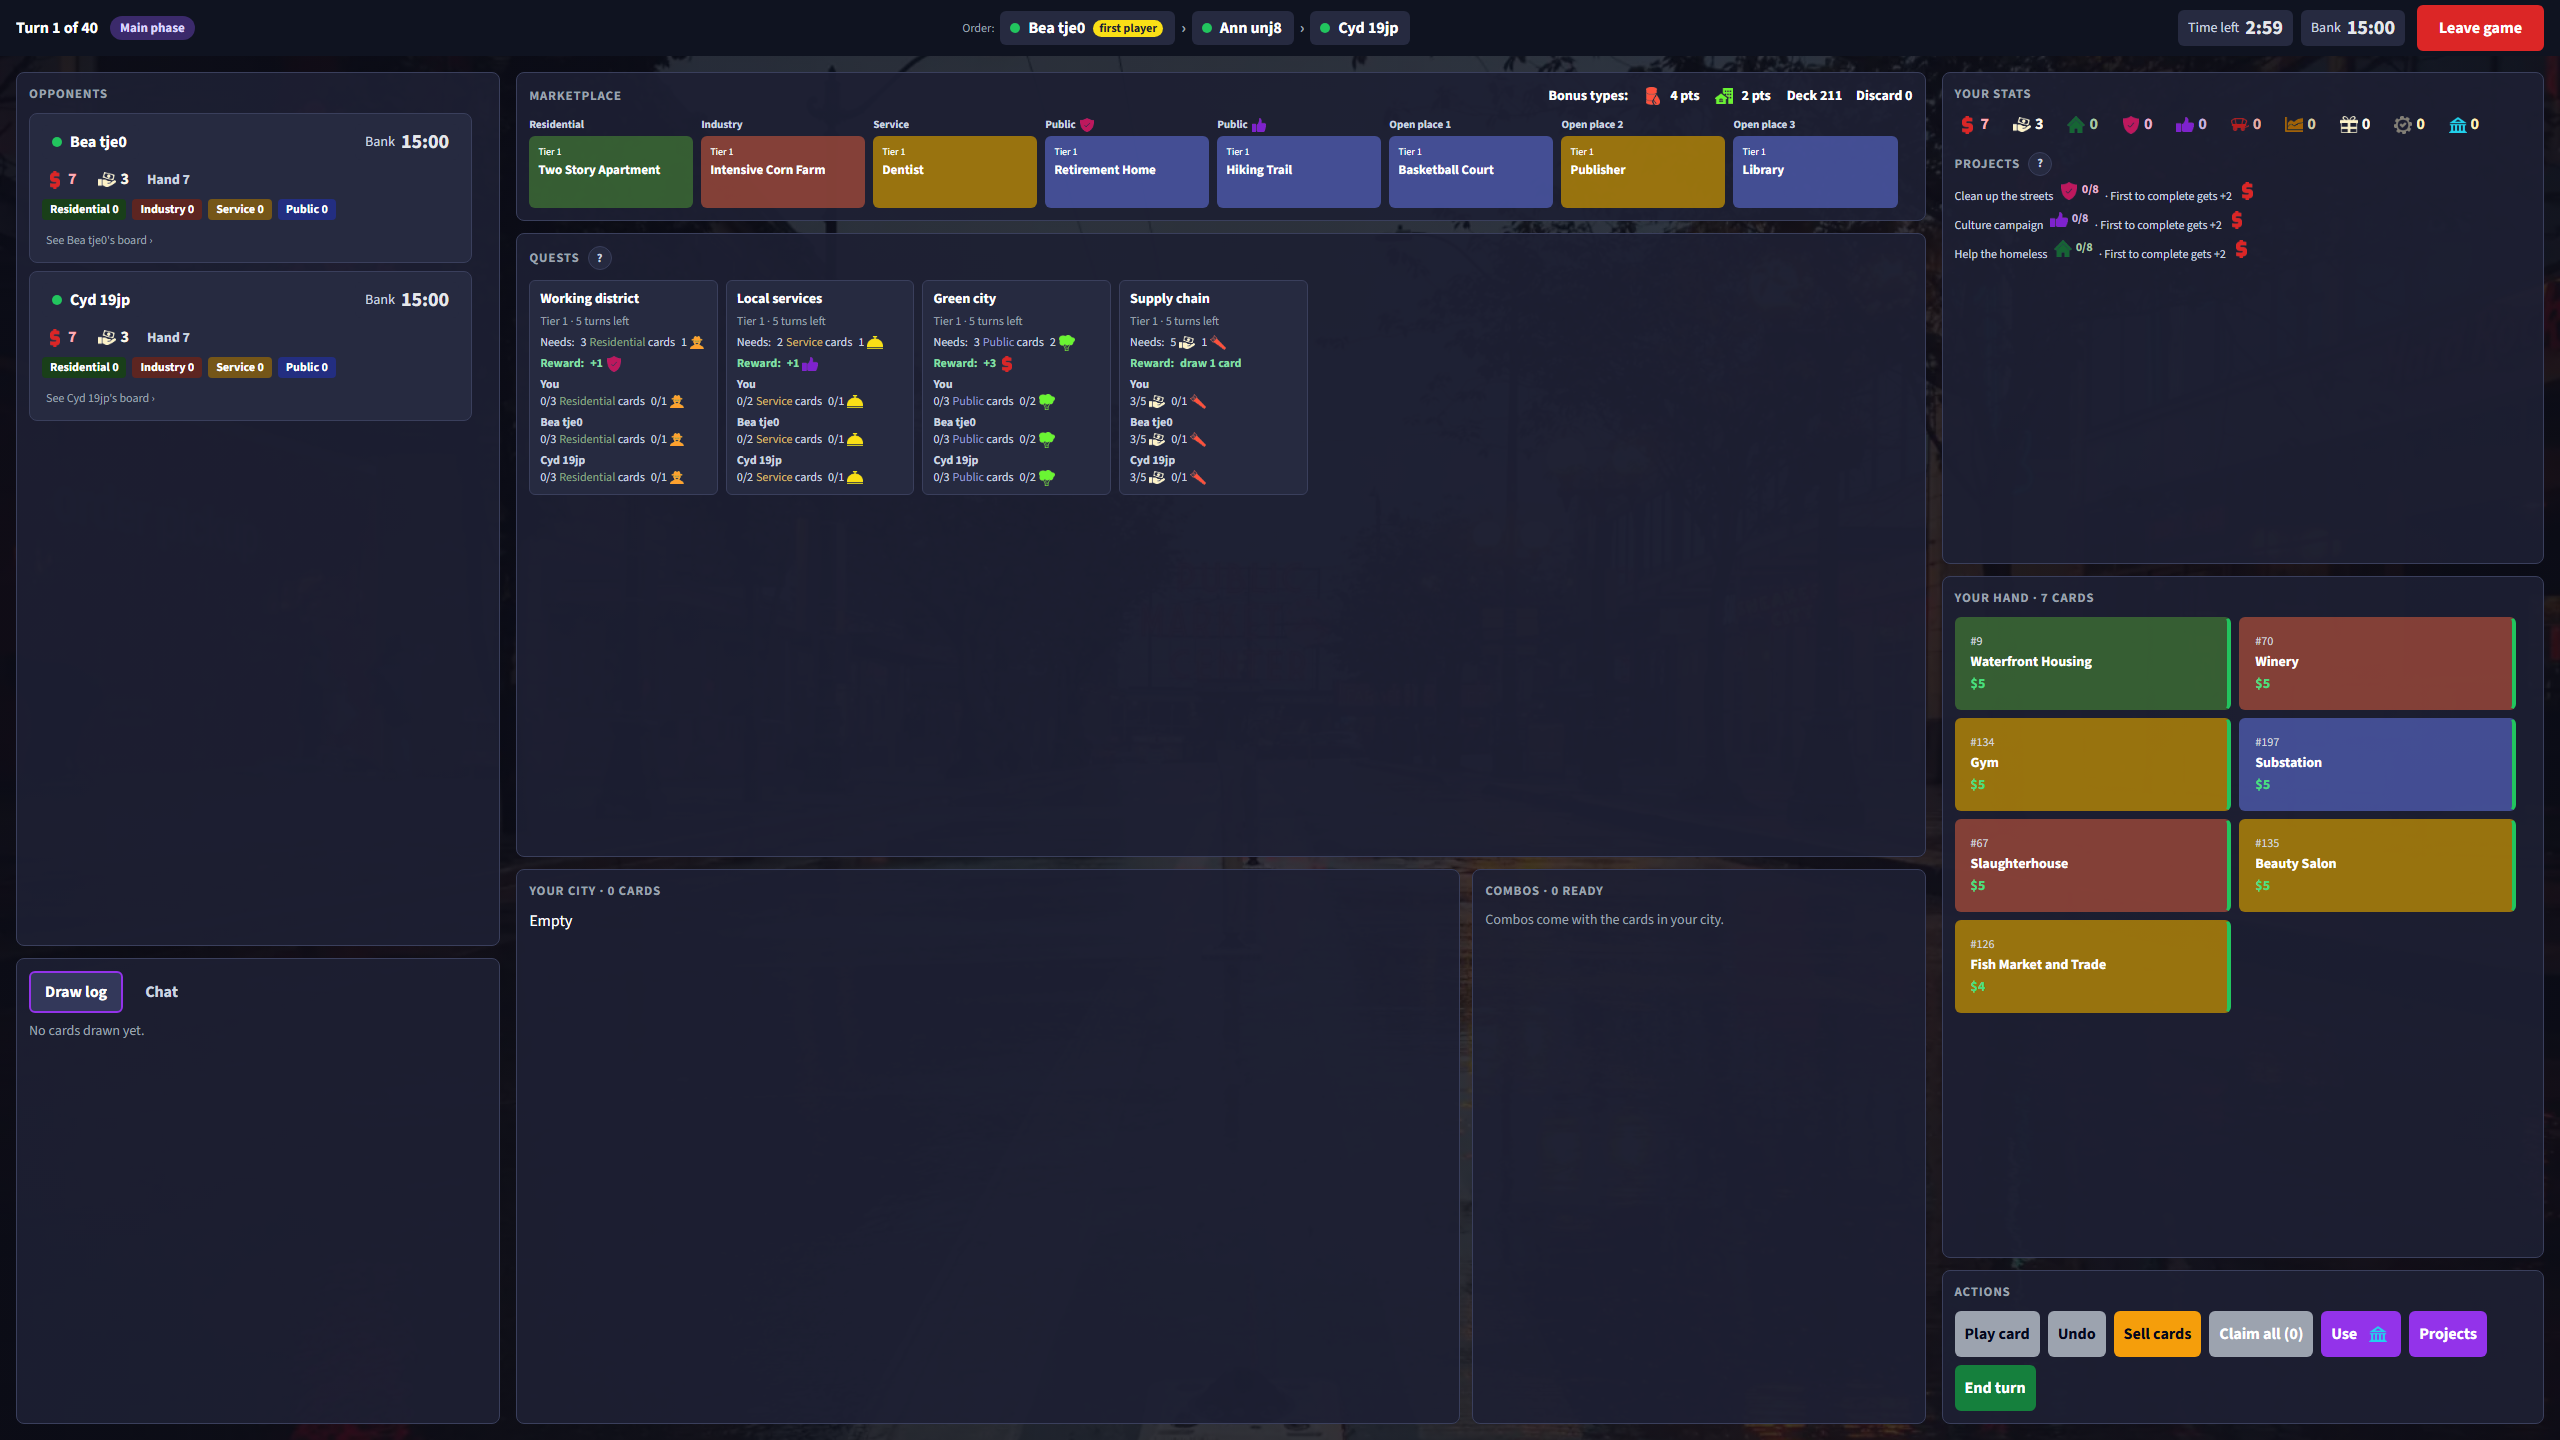 Turn 1 of 40 Main phase
Order: Bea tje0 first player › Ann unj8 › Cyd 19jp
Time left 2:59 Bank 15:00 Leave game
OPPONENTS
Bea tje0 Bank 15:00
7 3 Hand 7
Residential 0 Industry 0 Service 0 Public 0
See Bea tje0's board ›
Cyd 19jp Bank 15:00
7 3 Hand 7
Residential 0 Industry 0 Service 0 Public 0
See Cyd 19jp's board ›
Draw log Chat
No cards drawn yet.
MARKETPLACE
Bonus types: 4 pts 2 pts Deck 211 Discard 0
Residential Industry Service Public Public Open place 1 Open place 2 Open place 3
Tier 1 Tier 1 Tier 1 Tier 1 Tier 1 Tier 1 Tier 1 Tier 1
Two Story Apartment Intensive Corn Farm Dentist Retirement Home Hiking Trail Basketball Court Publisher Library
QUESTS ?
Working district
Tier 1 · 5 turns left
Needs: 3 Residential cards 1
Reward: +1
You
0/3 Residential cards 0/1
Bea tje0
0/3 Residential cards 0/1
Cyd 19jp
0/3 Residential cards 0/1
Local services
Tier 1 · 5 turns left
Needs: 2 Service cards 1
Reward: +1
You
0/2 Service cards 0/1
Bea tje0
0/2 Service cards 0/1
Cyd 19jp
0/2 Service cards 0/1
Green city
Tier 1 · 5 turns left
Needs: 3 Public cards 2
Reward: +3
You
0/3 Public cards 0/2
Bea tje0
0/3 Public cards 0/2
Cyd 19jp
0/3 Public cards 0/2
Supply chain
Tier 1 · 5 turns left
Needs: 5 1
Reward: draw 1 card
You
3/5 0/1
Bea tje0
3/5 0/1
Cyd 19jp
3/5 0/1
YOUR CITY · 0 CARDS
Empty
COMBOS · 0 READY
Combos come with the cards in your city.
YOUR STATS
7 3 0 0 0 0 0 0 0 0
PROJECTS ?
Clean up the streets 0/8 · First to complete gets +2
Culture campaign 0/8 · First to complete gets +2
Help the homeless 0/8 · First to complete gets +2
YOUR HAND · 7 CARDS
#9
Waterfront Housing
$5
#70
Winery
$5
#134
Gym
$5
#197
Substation
$5
#67
Slaughterhouse
$5
#135
Beauty Salon
$5
#126
Fish Market and Trade
$4
ACTIONS
Play card Undo Sell cards Claim all (0) Use Projects
End turn